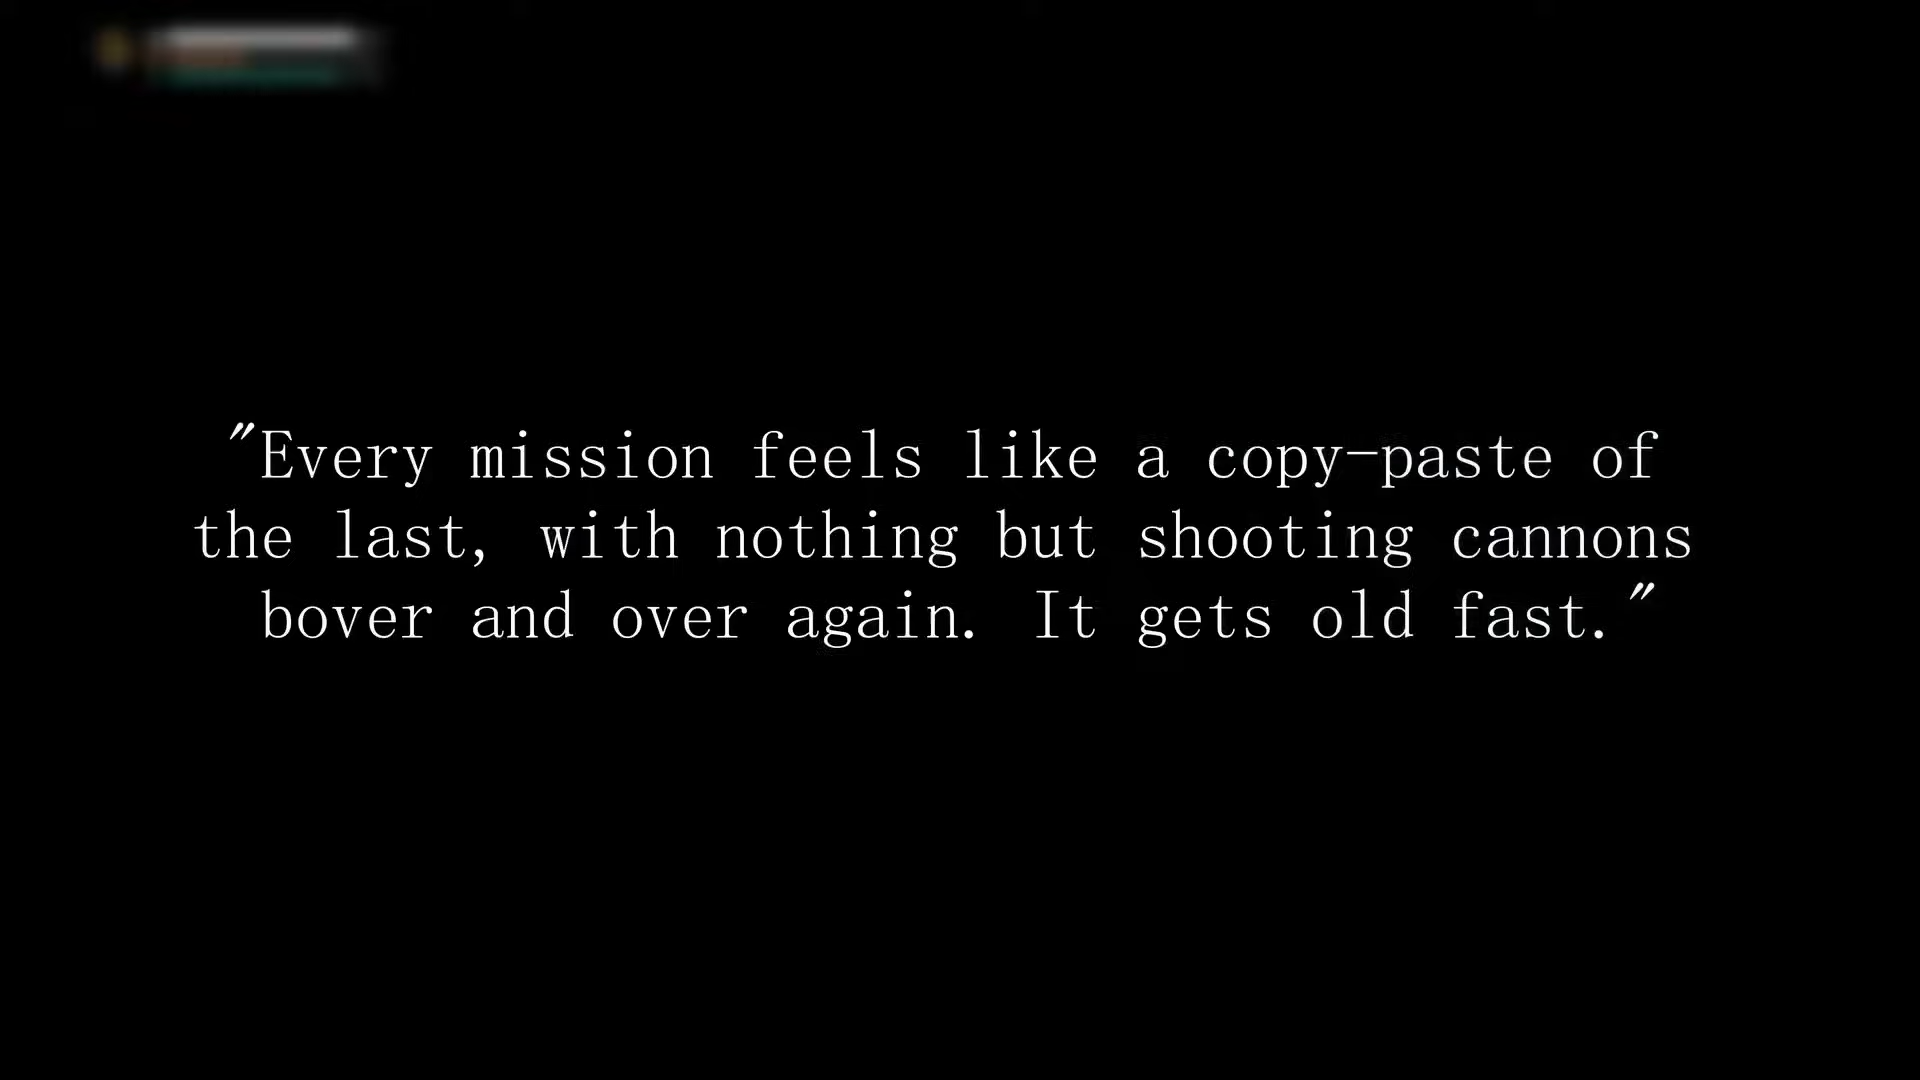 "Every mission feels like a copy-paste of
the last, with nothing but shooting cannons
bover and over again. It gets old fast."